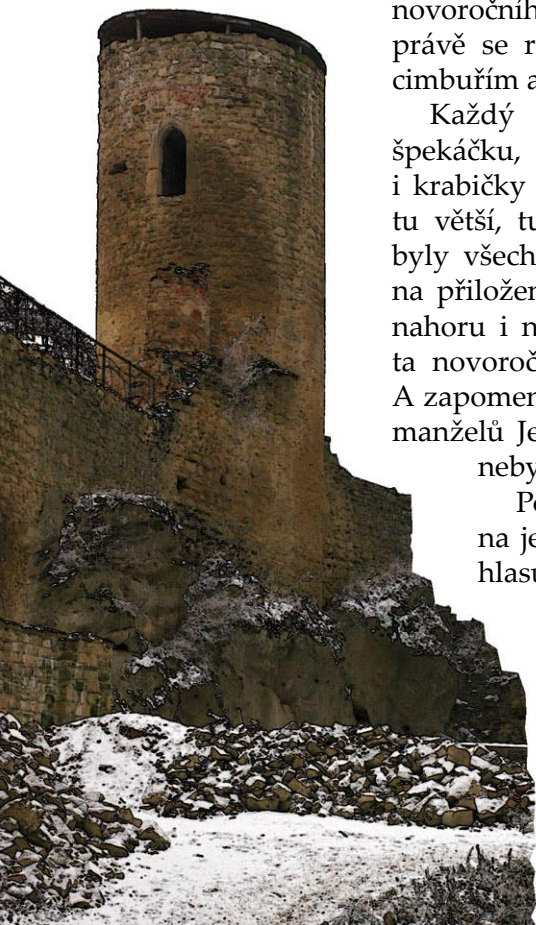 novoročního
právě se r
cimbuřím a
Každý
špekáčku,
i krabičky
tu větší, tu
byly všech
na přiložen
nahoru i n
ta novoroč
A zapomen
manželů Je
neby
Po
na je
hlasu